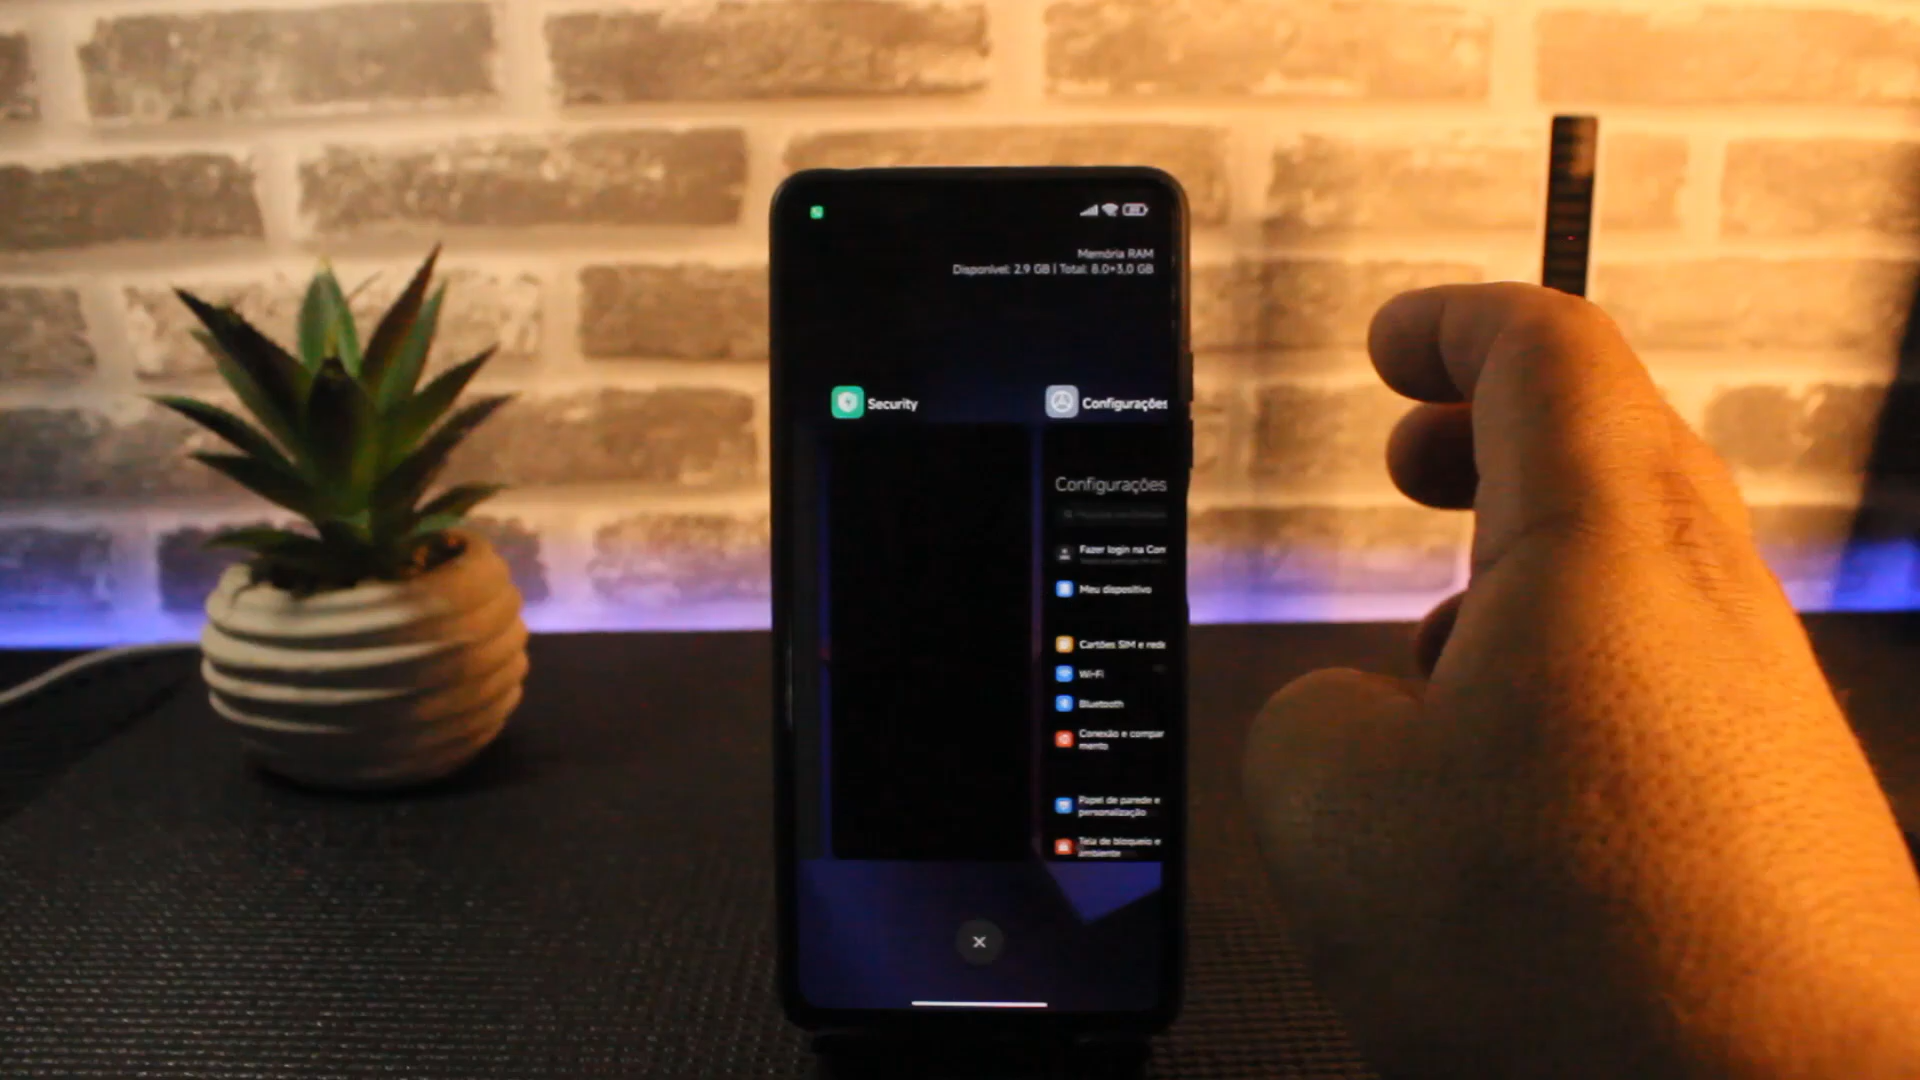 Memória RAM
Disponível: 2.9 GB | Total: 8.0+3.0 GB
Security
Configurações
Configurações
Fazer login na Con
Meu dispositivo
Cartões SIM e rede
Wi-Fi
Bluetooth
Conexão e compar
mento
Papel de parede e
personalização
Tela de bloqueio e
ambiente